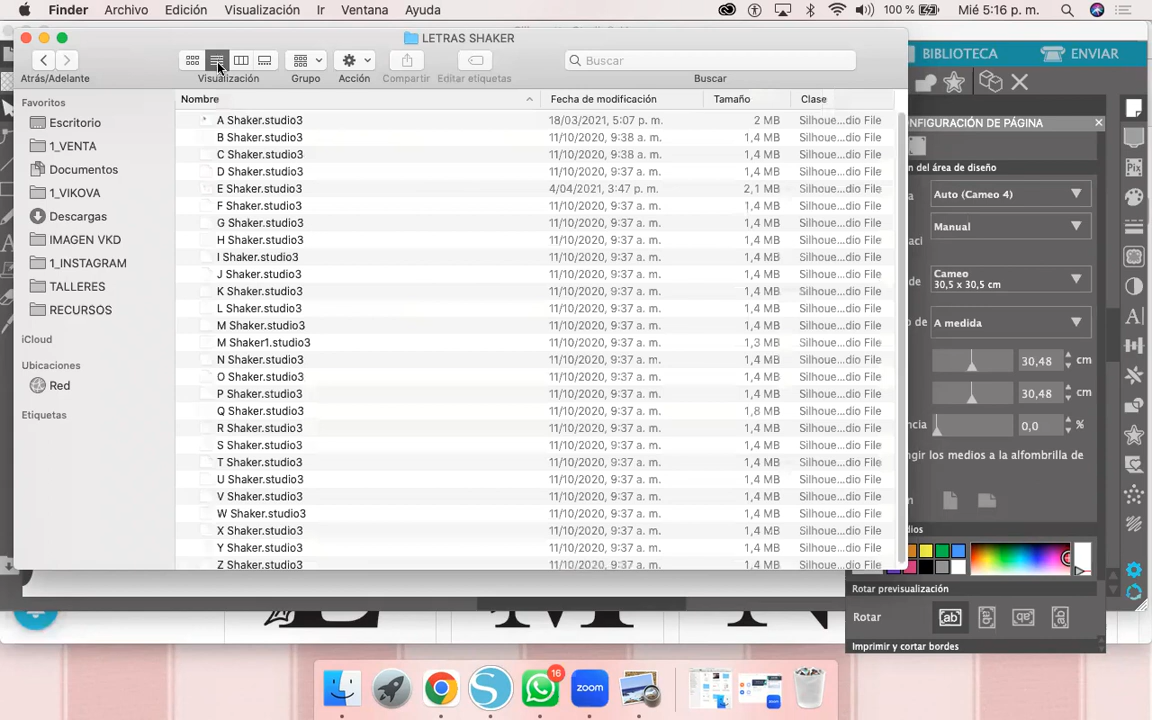 Finder Archivo Edición Visualización Ir Ventana Ayuda 100 % Mié 5:16 p. m.
LETRAS SHAKER
BIBLIOTECA ENVIAR
Buscar
Atrás/Adelante Visualización Grupo Acción Compartir Editar etiquetas Buscar
Favoritos
Escritorio
1_VENTA
Documentos
1_VIKOVA
Descargas
IMAGEN VKD
1_INSTAGRAM
TALLERES
RECURSOS
iCloud
Ubicaciones
Red
Etiquetas
Nombre Fecha de modificación Tamaño Clase
A Shaker.studio3 18/03/2021, 5:07 p. m. 2 MB Silhoue...dio File
B Shaker.studio3 11/10/2020, 9:38 a. m. 1,4 MB Silhoue...dio File
C Shaker.studio3 11/10/2020, 9:38 a. m. 1,4 MB Silhoue...dio File
D Shaker.studio3 11/10/2020, 9:37 a. m. 1,4 MB Silhoue...dio File
E Shaker.studio3 4/04/2021, 3:47 p. m. 2,1 MB Silhoue...dio File
F Shaker.studio3 11/10/2020, 9:37 a. m. 1,4 MB Silhoue...dio File
G Shaker.studio3 11/10/2020, 9:37 a. m. 1,4 MB Silhoue...dio File
H Shaker.studio3 11/10/2020, 9:37 a. m. 1,4 MB Silhoue...dio File
I Shaker.studio3 11/10/2020, 9:37 a. m. 1,4 MB Silhoue...dio File
J Shaker.studio3 11/10/2020, 9:37 a. m. 1,4 MB Silhoue...dio File
K Shaker.studio3 11/10/2020, 9:37 a. m. 1,4 MB Silhoue...dio File
L Shaker.studio3 11/10/2020, 9:37 a. m. 1,4 MB Silhoue...dio File
M Shaker.studio3 11/10/2020, 9:37 a. m. 1,4 MB Silhoue...dio File
M Shaker1.studio3 11/10/2020, 9:37 a. m. 1,3 MB Silhoue...dio File
N Shaker.studio3 11/10/2020, 9:37 a. m. 1,4 MB Silhoue...dio File
O Shaker.studio3 11/10/2020, 9:37 a. m. 1,4 MB Silhoue...dio File
P Shaker.studio3 11/10/2020, 9:37 a. m. 1,4 MB Silhoue...dio File
Q Shaker.studio3 11/10/2020, 9:37 a. m. 1,8 MB Silhoue...dio File
R Shaker.studio3 11/10/2020, 9:37 a. m. 1,4 MB Silhoue...dio File
S Shaker.studio3 11/10/2020, 9:37 a. m. 1,4 MB Silhoue...dio File
T Shaker.studio3 11/10/2020, 9:37 a. m. 1,4 MB Silhoue...dio File
U Shaker.studio3 11/10/2020, 9:37 a. m. 1,4 MB Silhoue...dio File
V Shaker.studio3 11/10/2020, 9:37 a. m. 1,4 MB Silhoue...dio File
W Shaker.studio3 11/10/2020, 9:37 a. m. 1,4 MB Silhoue...dio File
X Shaker.studio3 11/10/2020, 9:37 a. m. 1,4 MB Silhoue...dio File
Y Shaker.studio3 11/10/2020, 9:37 a. m. 1,4 MB Silhoue...dio File
Z Shaker.studio3 11/10/2020, 9:37 a. m. 1,4 MB Silhoue...dio File
NFIGURACIÓN DE PÁGINA
n del área de diseño
a Auto (Cameo 4)
aci Manual
de Cameo
30,5 x 30,5 cm
o de A medida
30,48 cm
30,48 cm
ncia 0,0 %
ngir los medios a la alfombrilla de
n
dios
Rotar previsualización
Rotar ab ab ab ab
Imprimir y cortar bordes
16
zoom